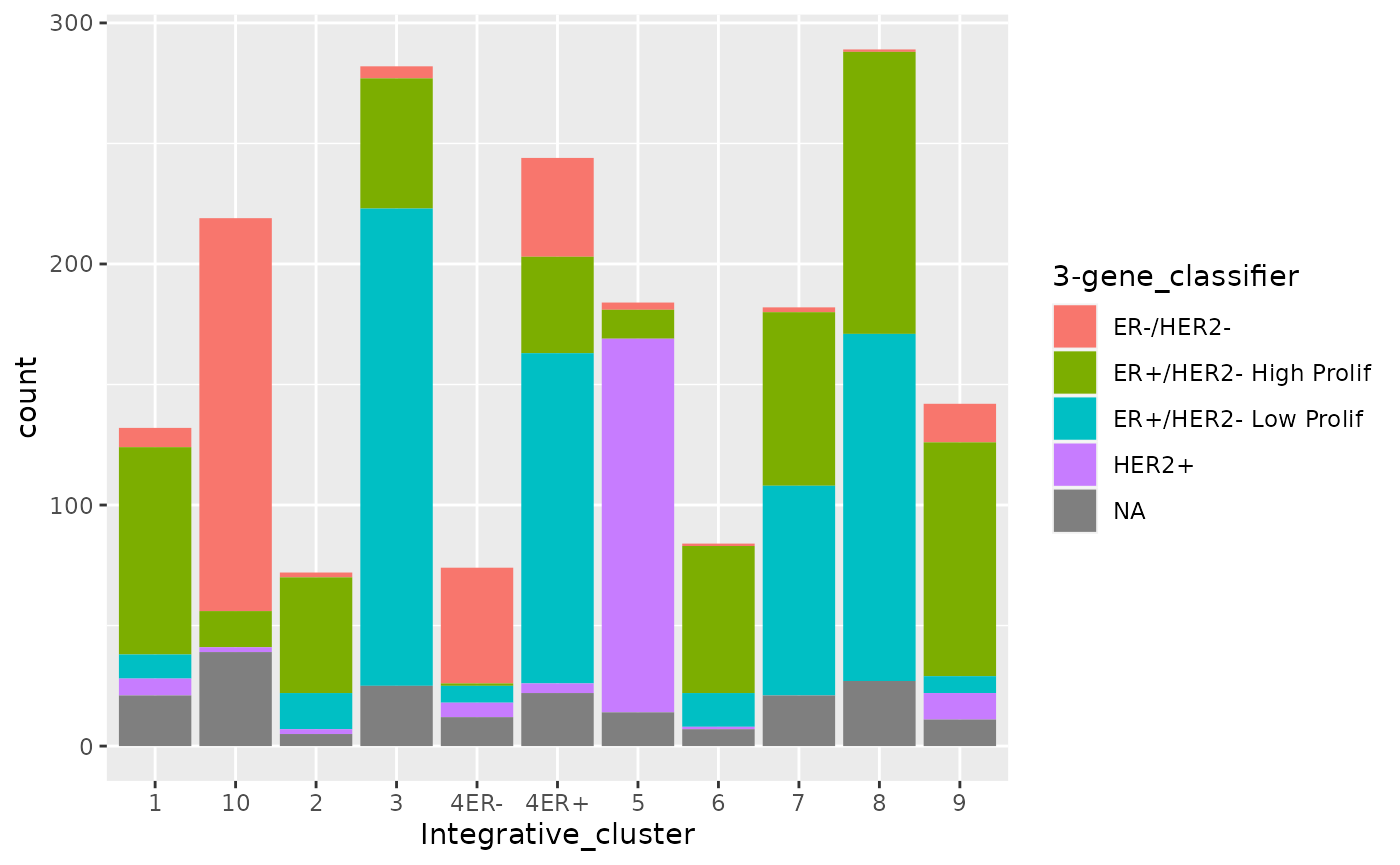 300
200
100
0
count
1 10 2 3 4ER- 4ER+ 5 6 7 8 9
Integrative_cluster
3-gene_classifier
ER-/HER2-
ER+/HER2- High Prolif
ER+/HER2- Low Prolif
HER2+
NA